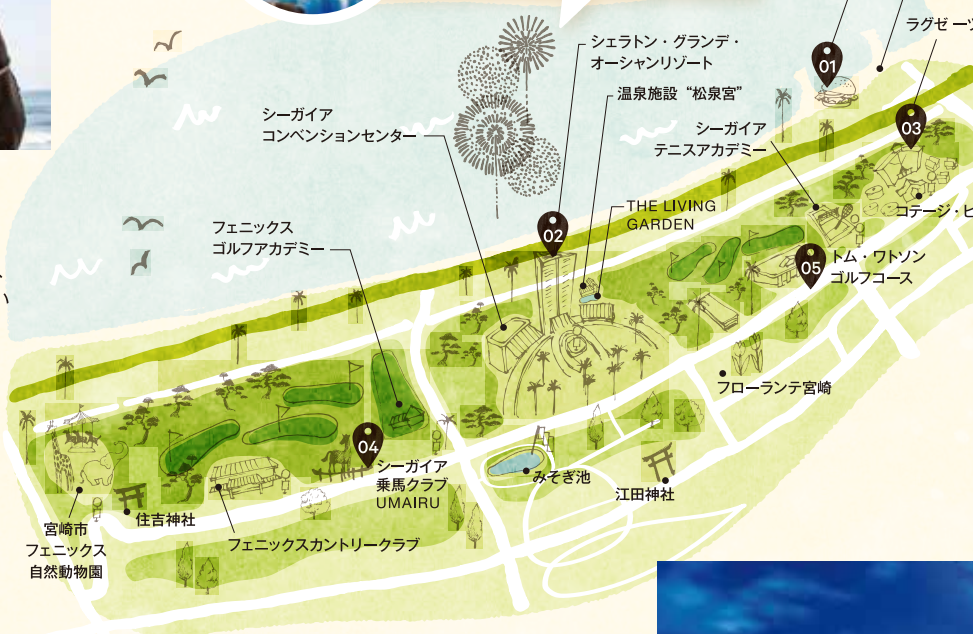 ラグゼ 一ツ
01
シェラトン・グランデ・
オーシャンリゾート
温泉施設 “松泉宮”
シーガイア
コンベンションセンター
シーガイア
テニスアカデミー
03
THE LIVING
GARDEN
コテージ・ヒ
02
フェニックス
ゴルフアカデミー
05
トム・ワトソン
ゴルフコース
フローランテ宮崎
04
シーガイア
乗馬クラブ
UMAIRU
みそぎ池
江田神社
住吉神社
宮崎市
フェニックス
自然動物園
フェニックスカントリークラブ
い